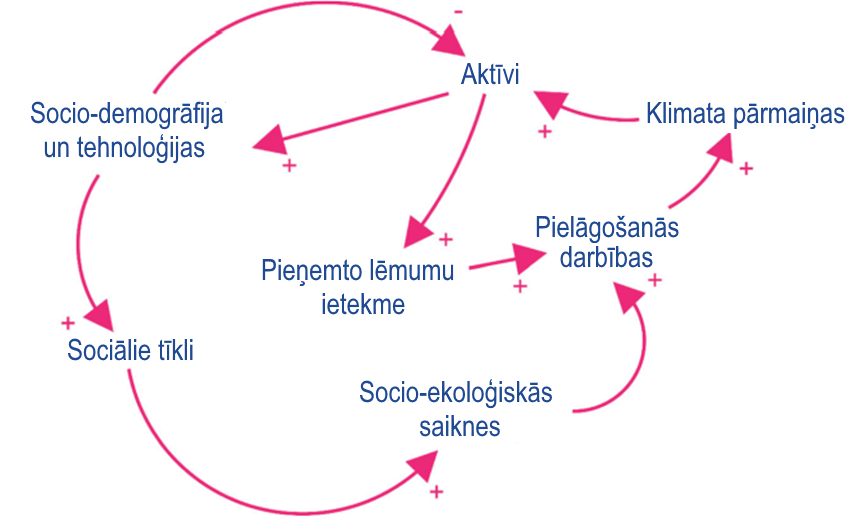 -
Aktīvi
Socio-demogrāfija
un tehnoloģijas
Klimata pārmaiņas
+
+
+
Pielāgošanās
darbības
+
Pieņemto lēmumu
ietekme
+
+
+
Sociālie tīkli
Socio-ekoloģiskās
saiknes
+